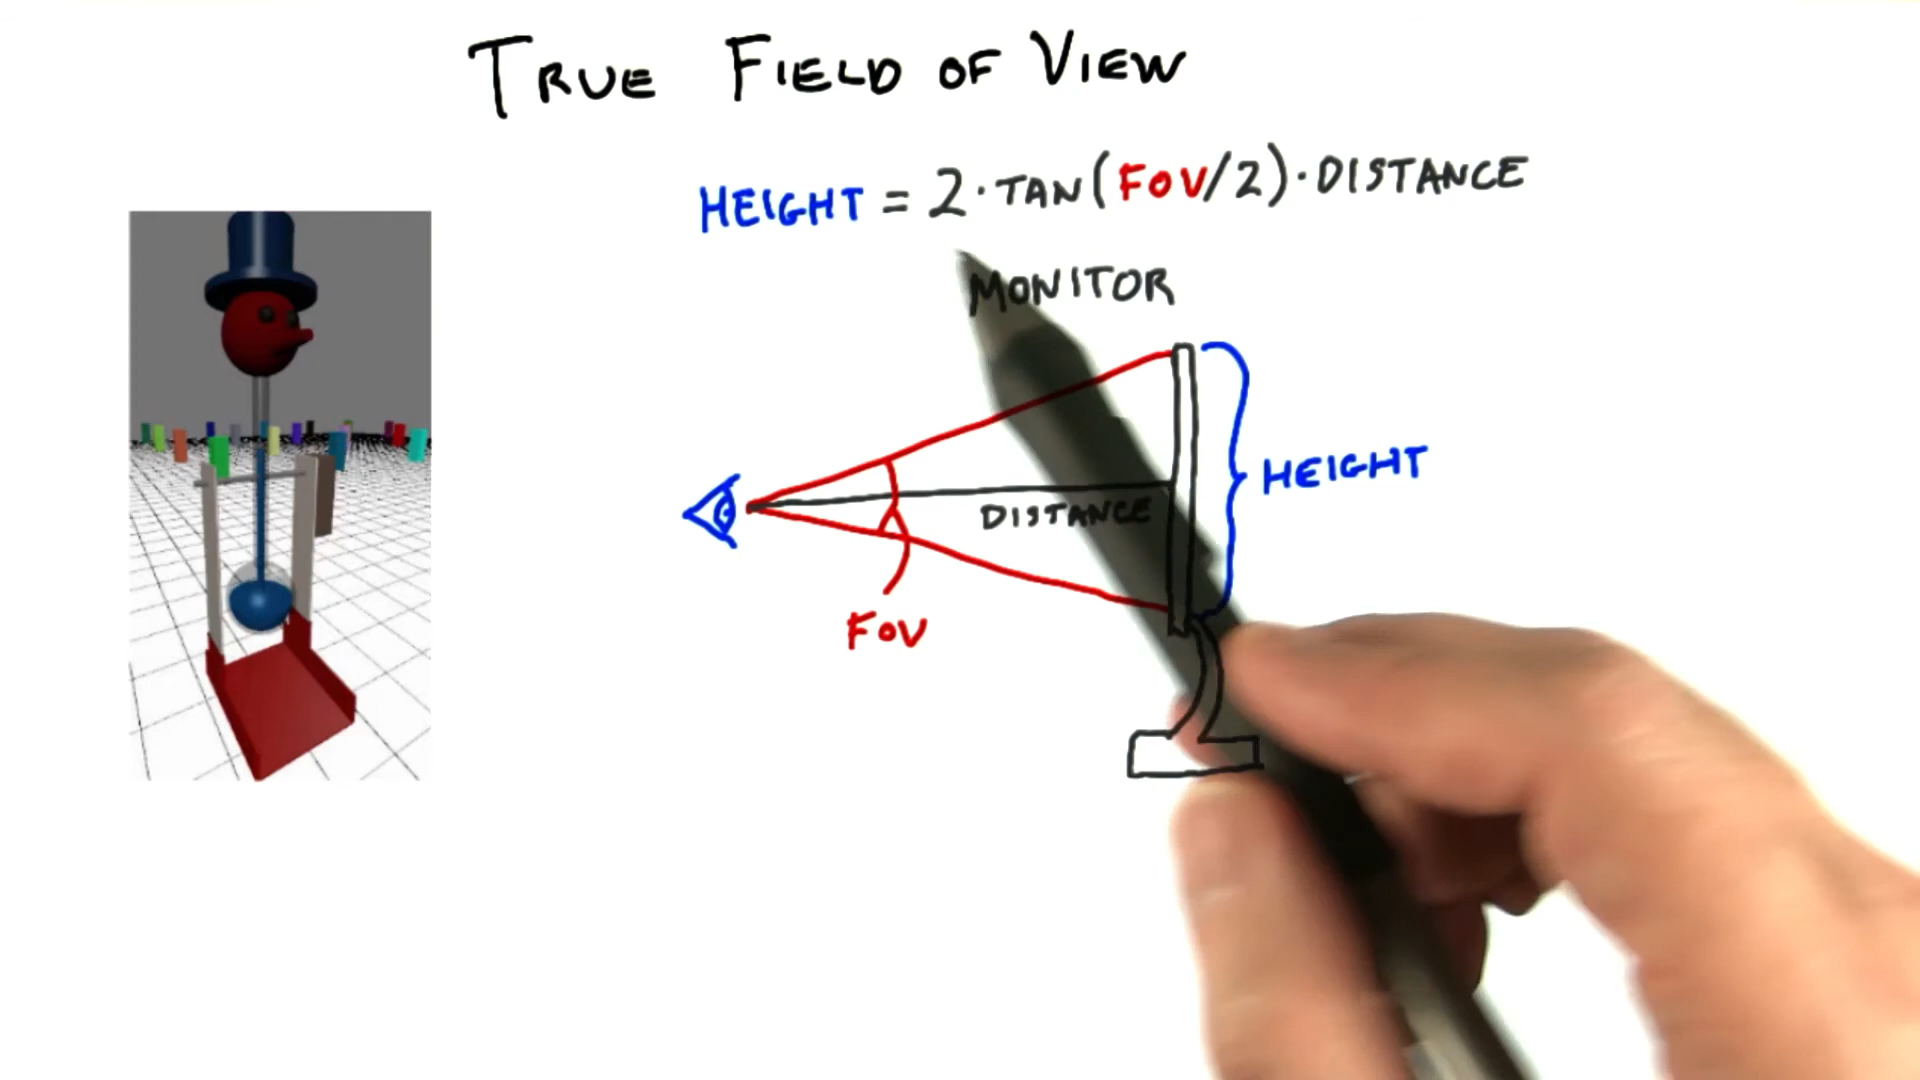 TRUE FIELD OF VIEW
HEIGHT = 2·TAN(FOV/2)·DISTANCE
MONITOR
HEIGHT
DISTANCE
FOV